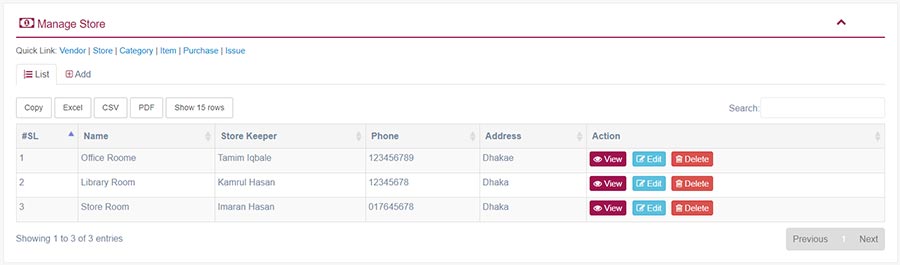 Manage Store
Quick Link: Vendor | Store | Category | Item | Purchase | Issue
List Add
Copy Excel CSV PDF Show 15 rows Search:
#SL Name Store Keeper Phone Address Action
1 Office Roome Tamim Iqbale 123456789 Dhakae View Edit Delete
2 Library Room Kamrul Hasan 12345678 Dhaka View Edit Delete
3 Store Room Imaran Hasan 017645678 Dhaka View Edit Delete
Showing 1 to 3 of 3 entries Previous 1 Next